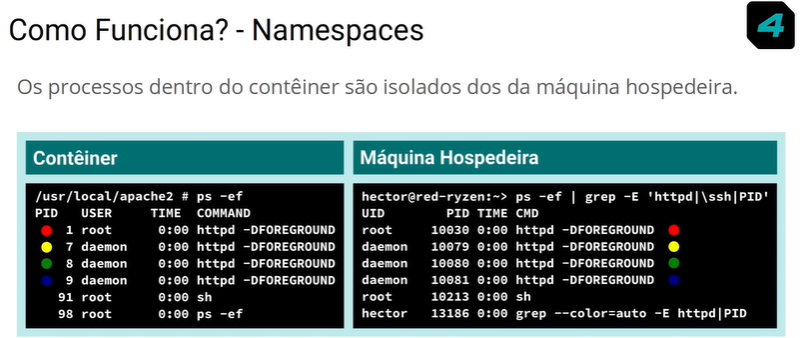 Como Funciona? - Namespaces
4
Os processos dentro do contêiner são isolados dos da máquina hospedeira.
Contêiner
/usr/local/apache2 # ps -ef
PID USER TIME COMMAND
1 root 0:00 httpd -DFOREGROUND
7 daemon 0:00 httpd -DFOREGROUND
8 daemon 0:00 httpd -DFOREGROUND
9 daemon 0:00 httpd -DFOREGROUND
91 root 0:00 sh
98 root 0:00 ps -ef
Máquina Hospedeira
hector@red-ryzen:~> ps -ef | grep -E 'httpd|\ssh|PID'
UID PID TIME CMD
root 10030 0:00 httpd -DFOREGROUND
daemon 10079 0:00 httpd -DFOREGROUND
daemon 10080 0:00 httpd -DFOREGROUND
daemon 10081 0:00 httpd -DFOREGROUND
root 10213 0:00 sh
hector 13186 0:00 grep --color=auto -E httpd|PID